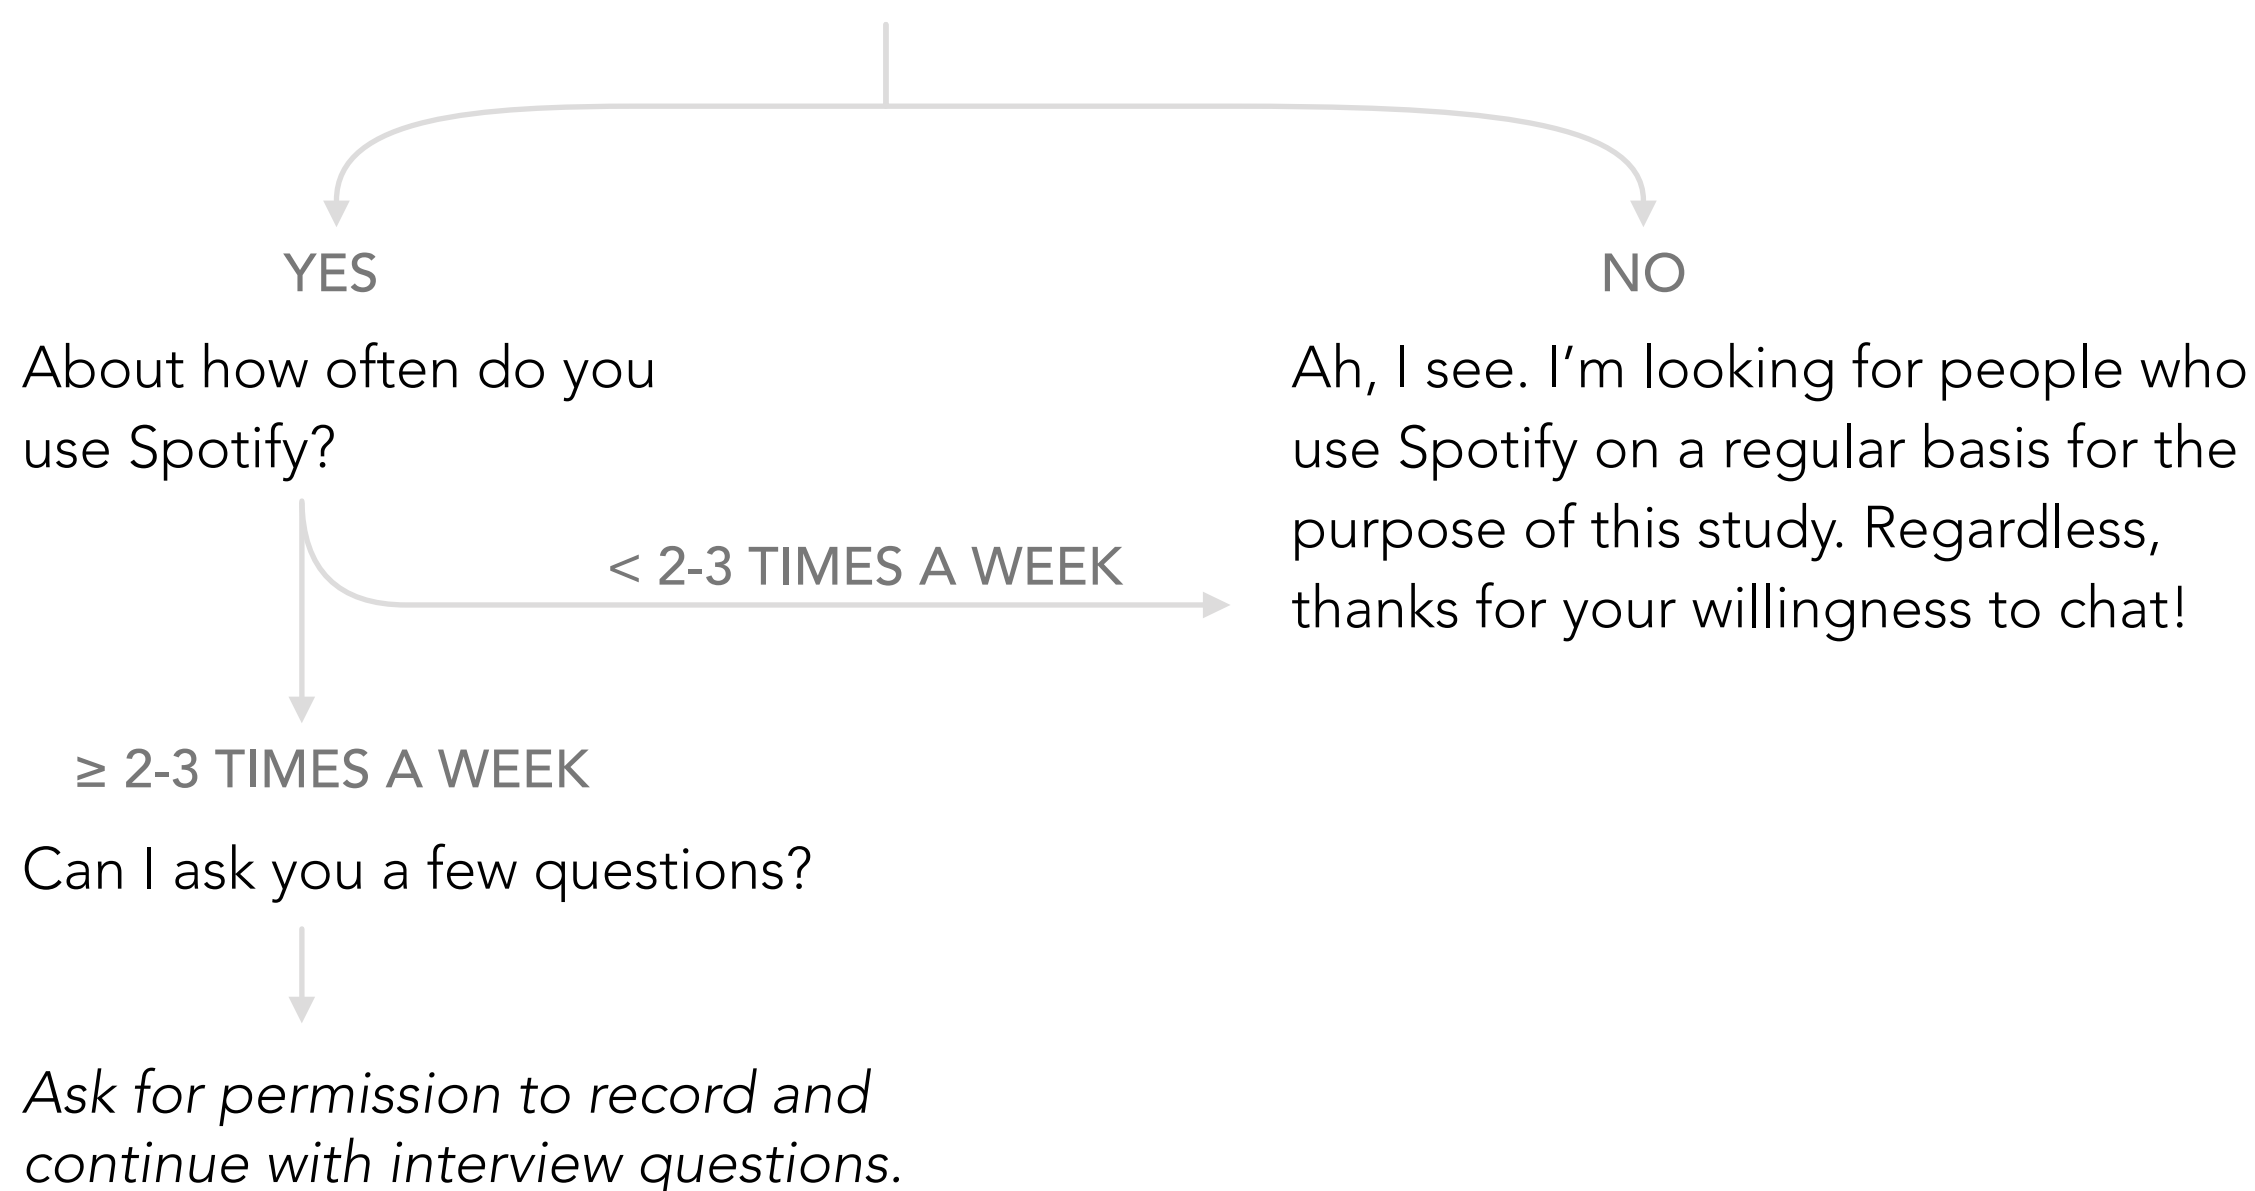 YES
NO
About how often do you
use Spotify?
Ah, I see. I’m looking for people who
use Spotify on a regular basis for the
purpose of this study. Regardless,
thanks for your willingness to chat!
< 2-3 TIMES A WEEK
≥ 2-3 TIMES A WEEK
Can I ask you a few questions?
Ask for permission to record and
continue with interview questions.